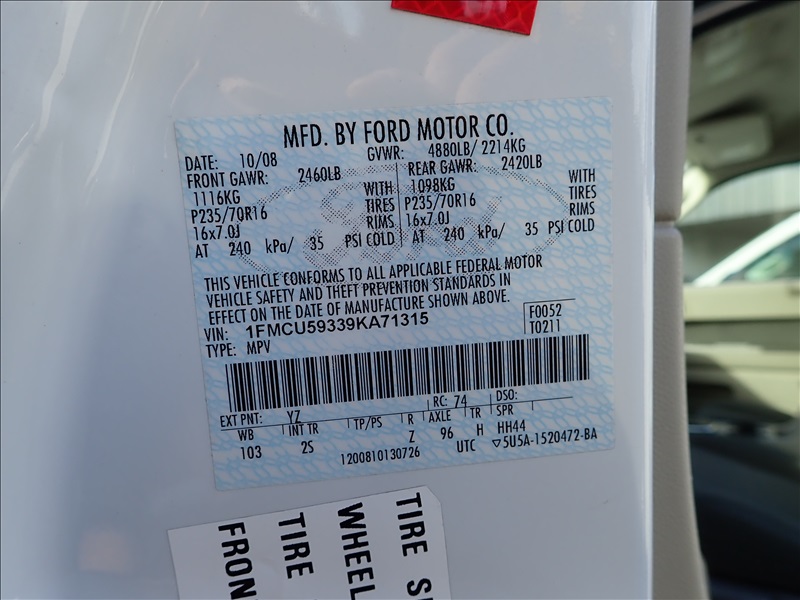 MFD. BY FORD MOTOR CO.
DATE: 10/08 GVWR: 4880LB/ 2214KG
FRONT GAWR: 2460LB REAR GAWR: 2420LB
1116KG WITH 1098KG WITH
P235/70R16 TIRES P235/70R16 TIRES
16x7.0J RIMS 16x7.0J RIMS
AT 240 kPa/ 35 PSI COLD AT 240 kPa/ 35 PSI COLD
THIS VEHICLE CONFORMS TO ALL APPLICABLE FEDERAL MOTOR
VEHICLE SAFETY AND THEFT PREVENTION STANDARDS IN
EFFECT ON THE DATE OF MANUFACTURE SHOWN ABOVE.
VIN: 1FMCU59339KA71315 F0052
TYPE: MPV T0211
EXT PNT: YZ RC: 74 DSO:
WB INT TR TP/PS R AXLE TR SPR
103 2S Z 96 H HH44
1200810130726 UTC ▽5U5A-1520472-BA
TIRE S
WHEEL
TIRE
FRON